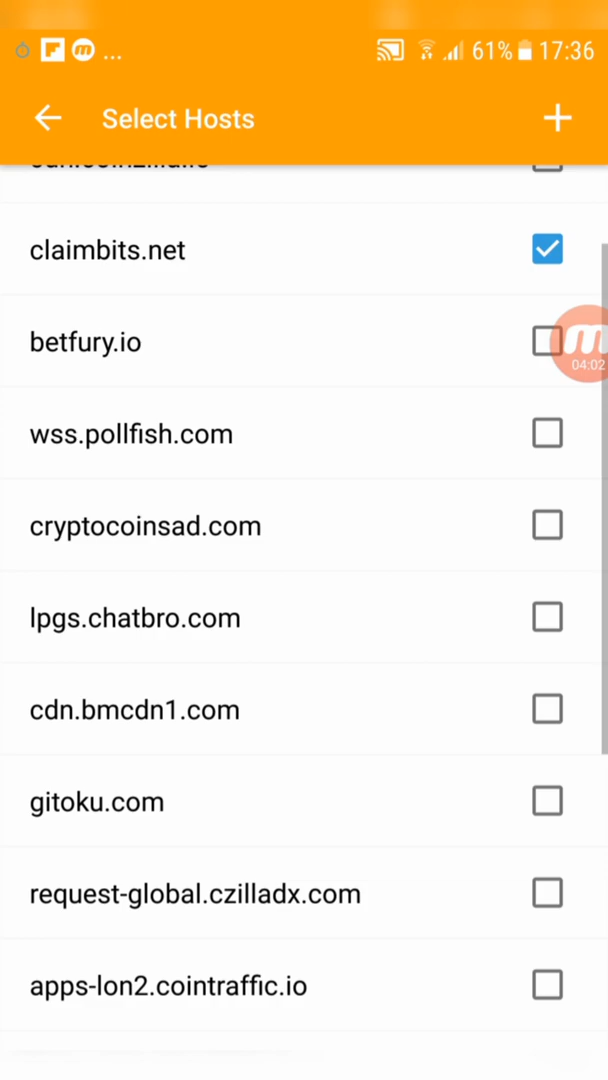 ... 61% 17:36
Select Hosts
claimbits.net
betfury.io
04:02
wss.pollfish.com
cryptocoinsad.com
lpgs.chatbro.com
cdn.bmcdn1.com
gitoku.com
request-global.czilladx.com
apps-lon2.cointraffic.io